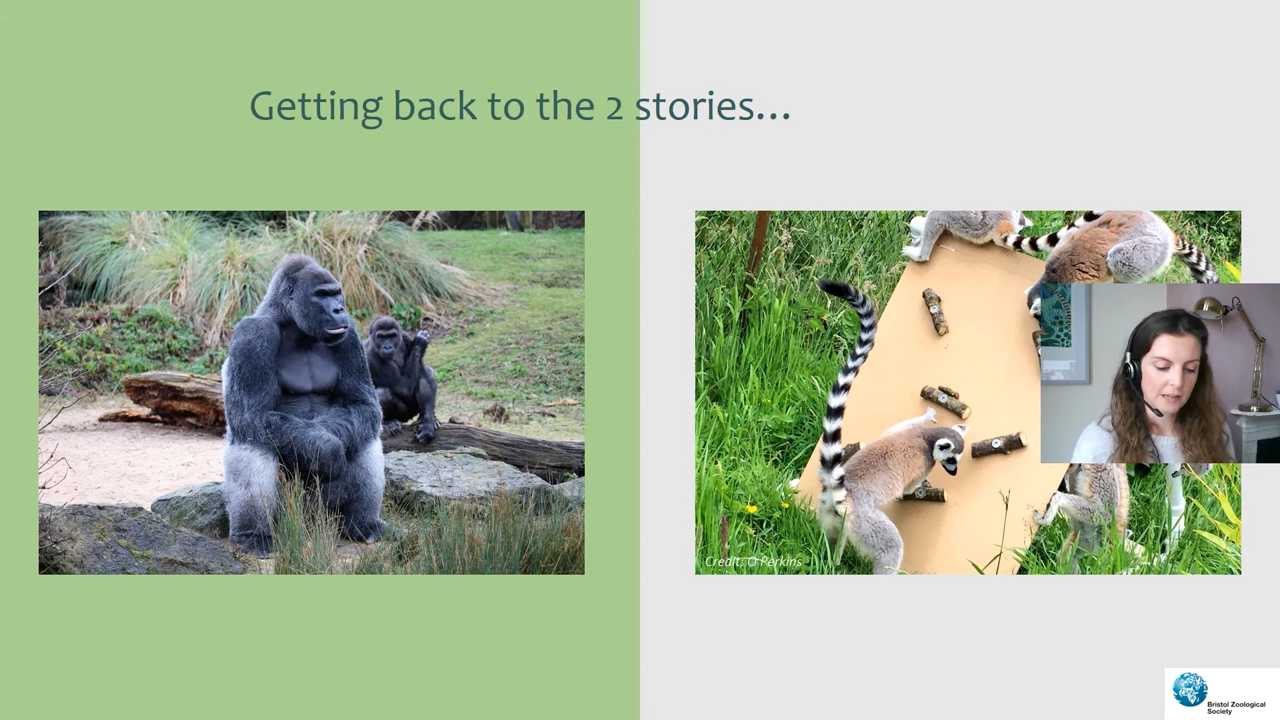 Getting back to the 2 stories...
Credit: O Perkins
Bristol Zoological
Society